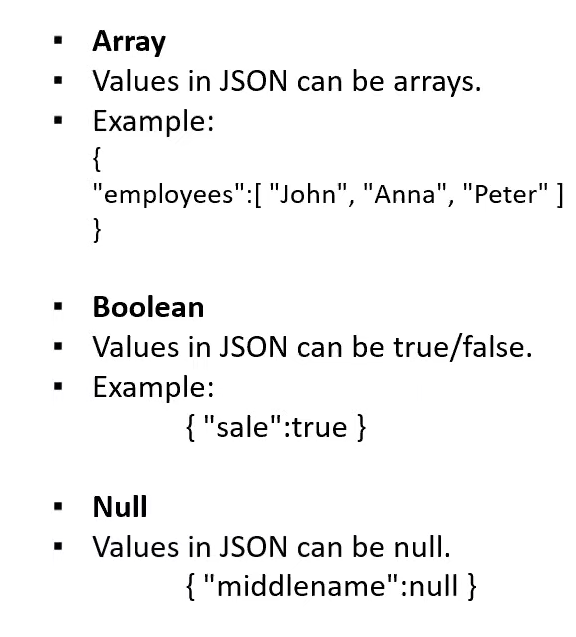 ▪ Array
▪ Values in JSON can be arrays.
▪ Example:
{
"employees":[ "John", "Anna", "Peter" ]
}
▪ Boolean
▪ Values in JSON can be true/false.
▪ Example:
{ "sale":true }
▪ Null
▪ Values in JSON can be null.
{ "middlename":null }